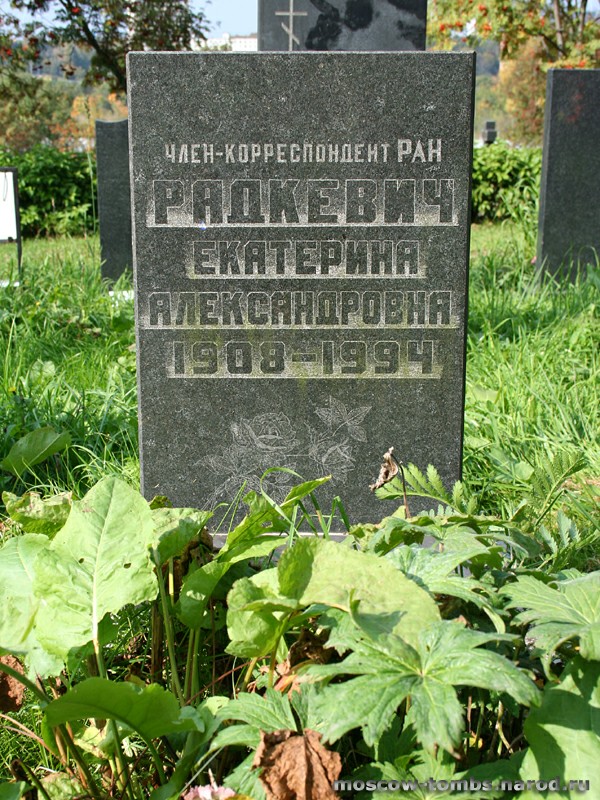 ЧЛЕН-КОРРЕСПОНДЕНТ РАН
РАДКЕВИЧ
ЕКАТЕРИНА
АЛЕКСАНДРОВНА
1908-1994
moscow-tombs.narod.ru